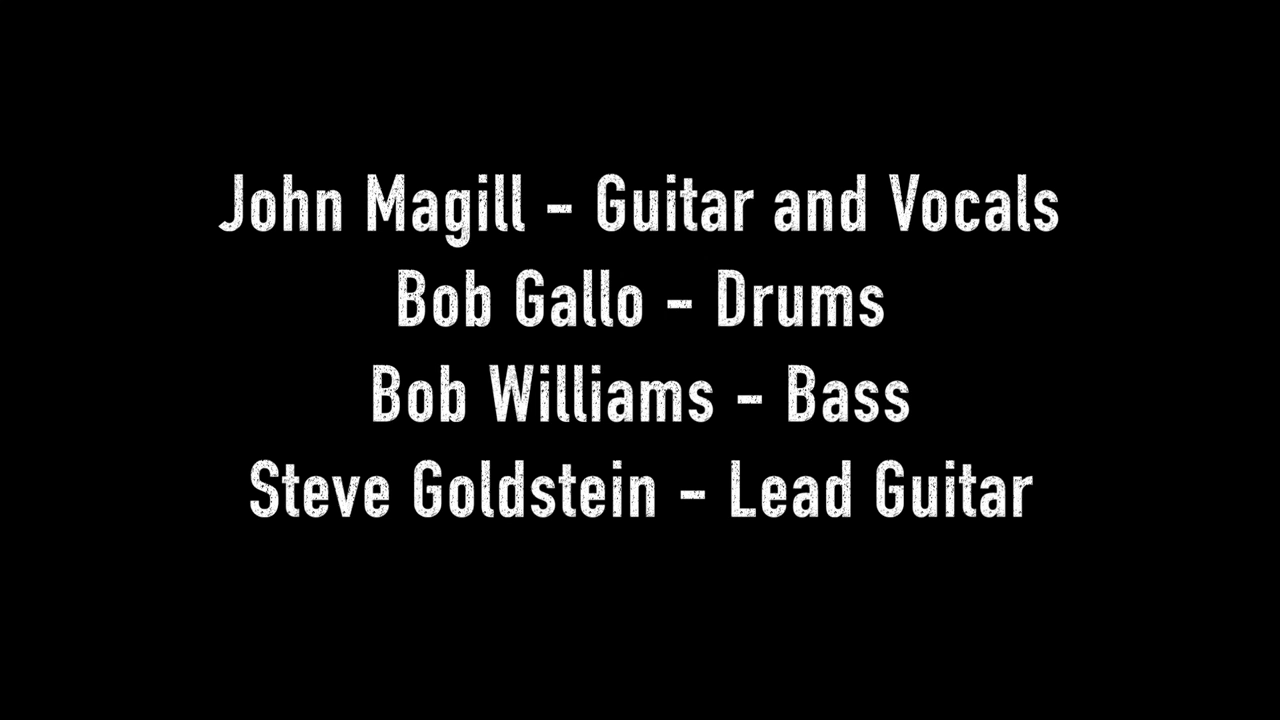 John Magill - Guitar and Vocals
Bob Gallo - Drums
Bob Williams - Bass
Steve Goldstein - Lead Guitar